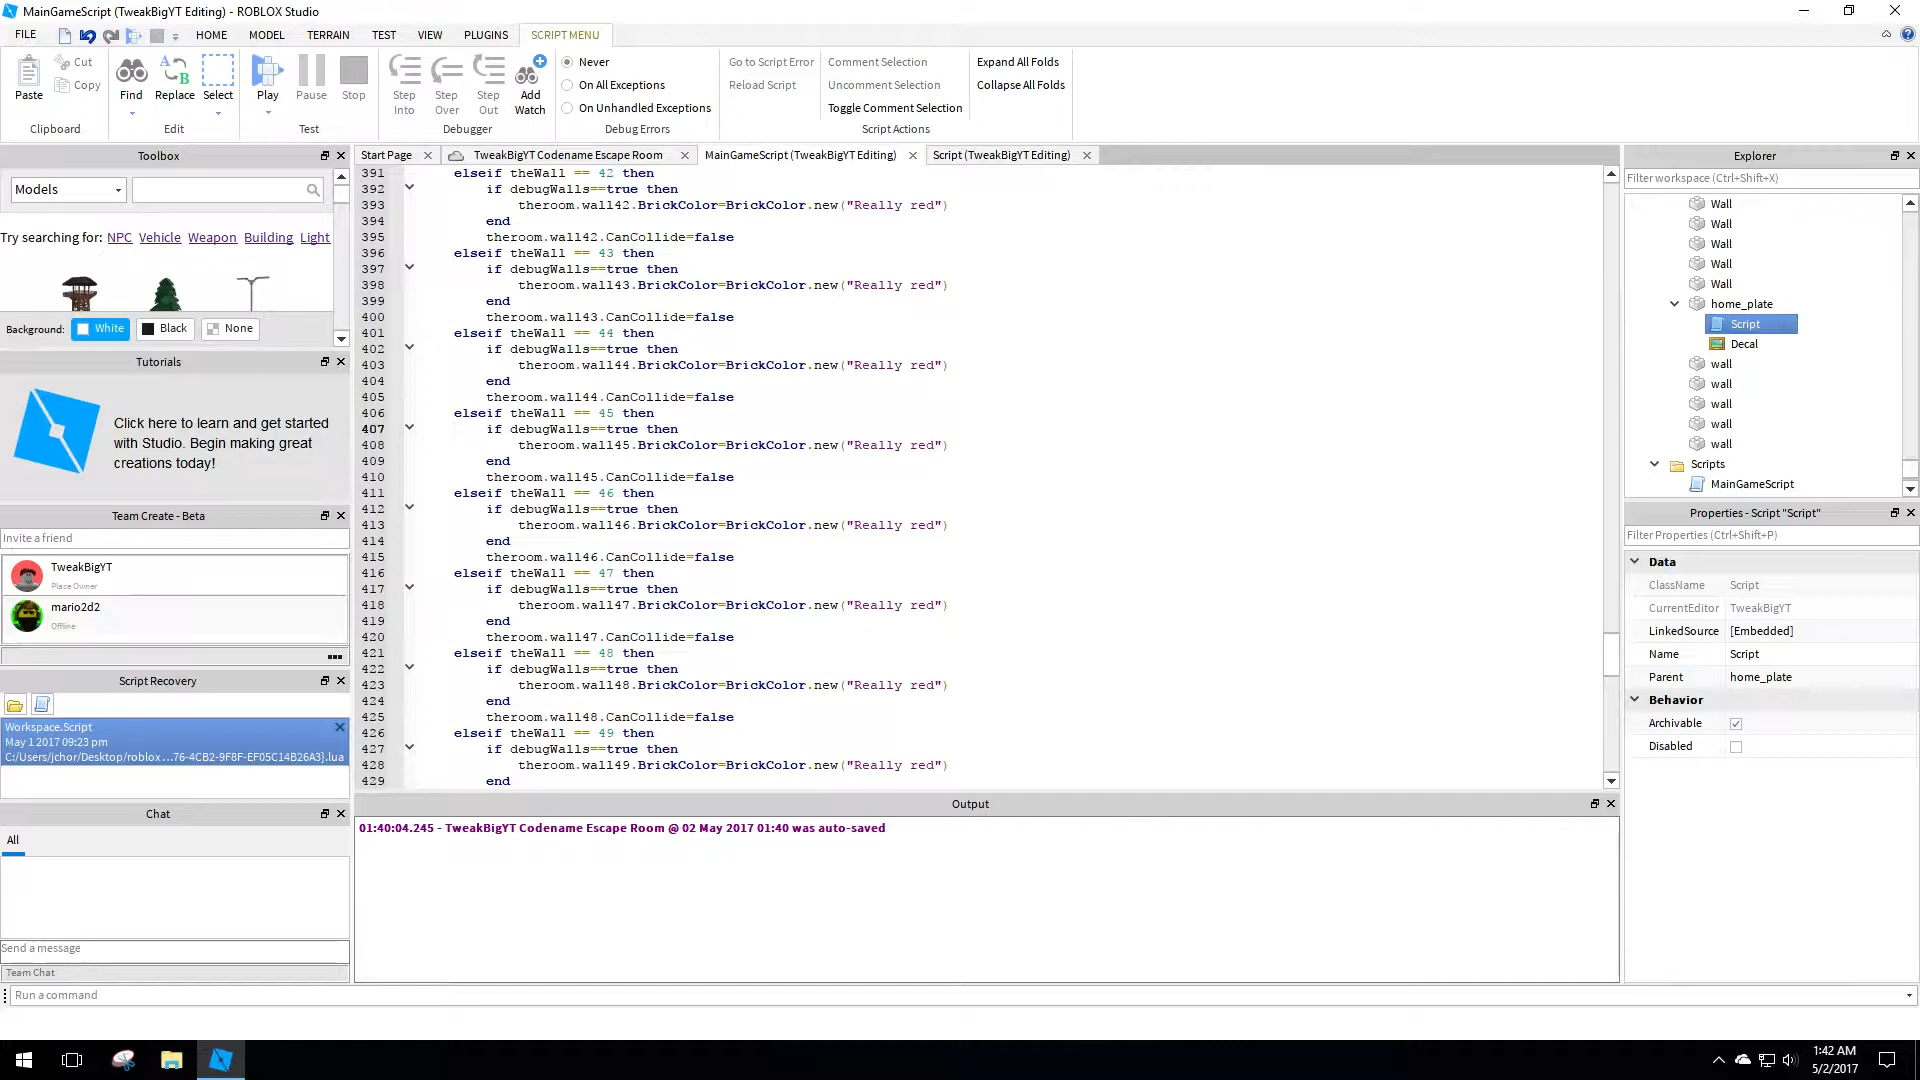 MainGameScript (TweakBigYT Editing) - ROBLOX Studio
FILE HOME MODEL TERRAIN TEST VIEW PLUGINS SCRIPT MENU
Paste Cut Copy
Clipboard
Find Replace Select
Edit
Play Pause Stop
Test
Step Into Step Over Step Out Add Watch
Debugger
Never
On All Exceptions
On Unhandled Exceptions
Debug Errors
Go to Script Error
Reload Script
Comment Selection
Uncomment Selection
Toggle Comment Selection
Script Actions
Expand All Folds
Collapse All Folds
Toolbox
Models
Try searching for: NPC Vehicle Weapon Building Light
Background: White Black None
Tutorials
Click here to learn and get started
with Studio. Begin making great
creations today!
Team Create - Beta
Invite a friend
TweakBigYT
Place Owner
mario2d2
Offline
Script Recovery
Workspace.Script
May 1 2017 09:23 pm
C:/Users/jchor/Desktop/roblox ...76-4CB2-9F8F-EF05C14B26A3}.lua
Chat
All
Send a message
Team Chat
Run a command
Start Page TweakBigYT Codename Escape Room MainGameScript (TweakBigYT Editing) Script (TweakBigYT Editing)
391 elseif theWall == 42 then
392 if debugWalls==true then
393 theroom.wall42.BrickColor=BrickColor.new("Really red")
394 end
395 theroom.wall42.CanCollide=false
396 elseif theWall == 43 then
397 if debugWalls==true then
398 theroom.wall43.BrickColor=BrickColor.new("Really red")
399 end
400 theroom.wall43.CanCollide=false
401 elseif theWall == 44 then
402 if debugWalls==true then
403 theroom.wall44.BrickColor=BrickColor.new("Really red")
404 end
405 theroom.wall44.CanCollide=false
406 elseif theWall == 45 then
407 if debugWalls==true then
408 theroom.wall45.BrickColor=BrickColor.new("Really red")
409 end
410 theroom.wall45.CanCollide=false
411 elseif theWall == 46 then
412 if debugWalls==true then
413 theroom.wall46.BrickColor=BrickColor.new("Really red")
414 end
415 theroom.wall46.CanCollide=false
416 elseif theWall == 47 then
417 if debugWalls==true then
418 theroom.wall47.BrickColor=BrickColor.new("Really red")
419 end
420 theroom.wall47.CanCollide=false
421 elseif theWall == 48 then
422 if debugWalls==true then
423 theroom.wall48.BrickColor=BrickColor.new("Really red")
424 end
425 theroom.wall48.CanCollide=false
426 elseif theWall == 49 then
427 if debugWalls==true then
428 theroom.wall49.BrickColor=BrickColor.new("Really red")
429 end
Output
01:40:04.245 - TweakBigYT Codename Escape Room @ 02 May 2017 01:40 was auto-saved
Explorer
Filter workspace (Ctrl+Shift+X)
Wall
Wall
Wall
Wall
Wall
home_plate
Script
Decal
wall
wall
wall
wall
wall
Scripts
MainGameScript
Properties - Script "Script"
Filter Properties (Ctrl+Shift+P)
Data
ClassName Script
CurrentEditor TweakBigYT
LinkedSource [Embedded]
Name Script
Parent home_plate
Behavior
Archivable
Disabled
1:42 AM
5/2/2017